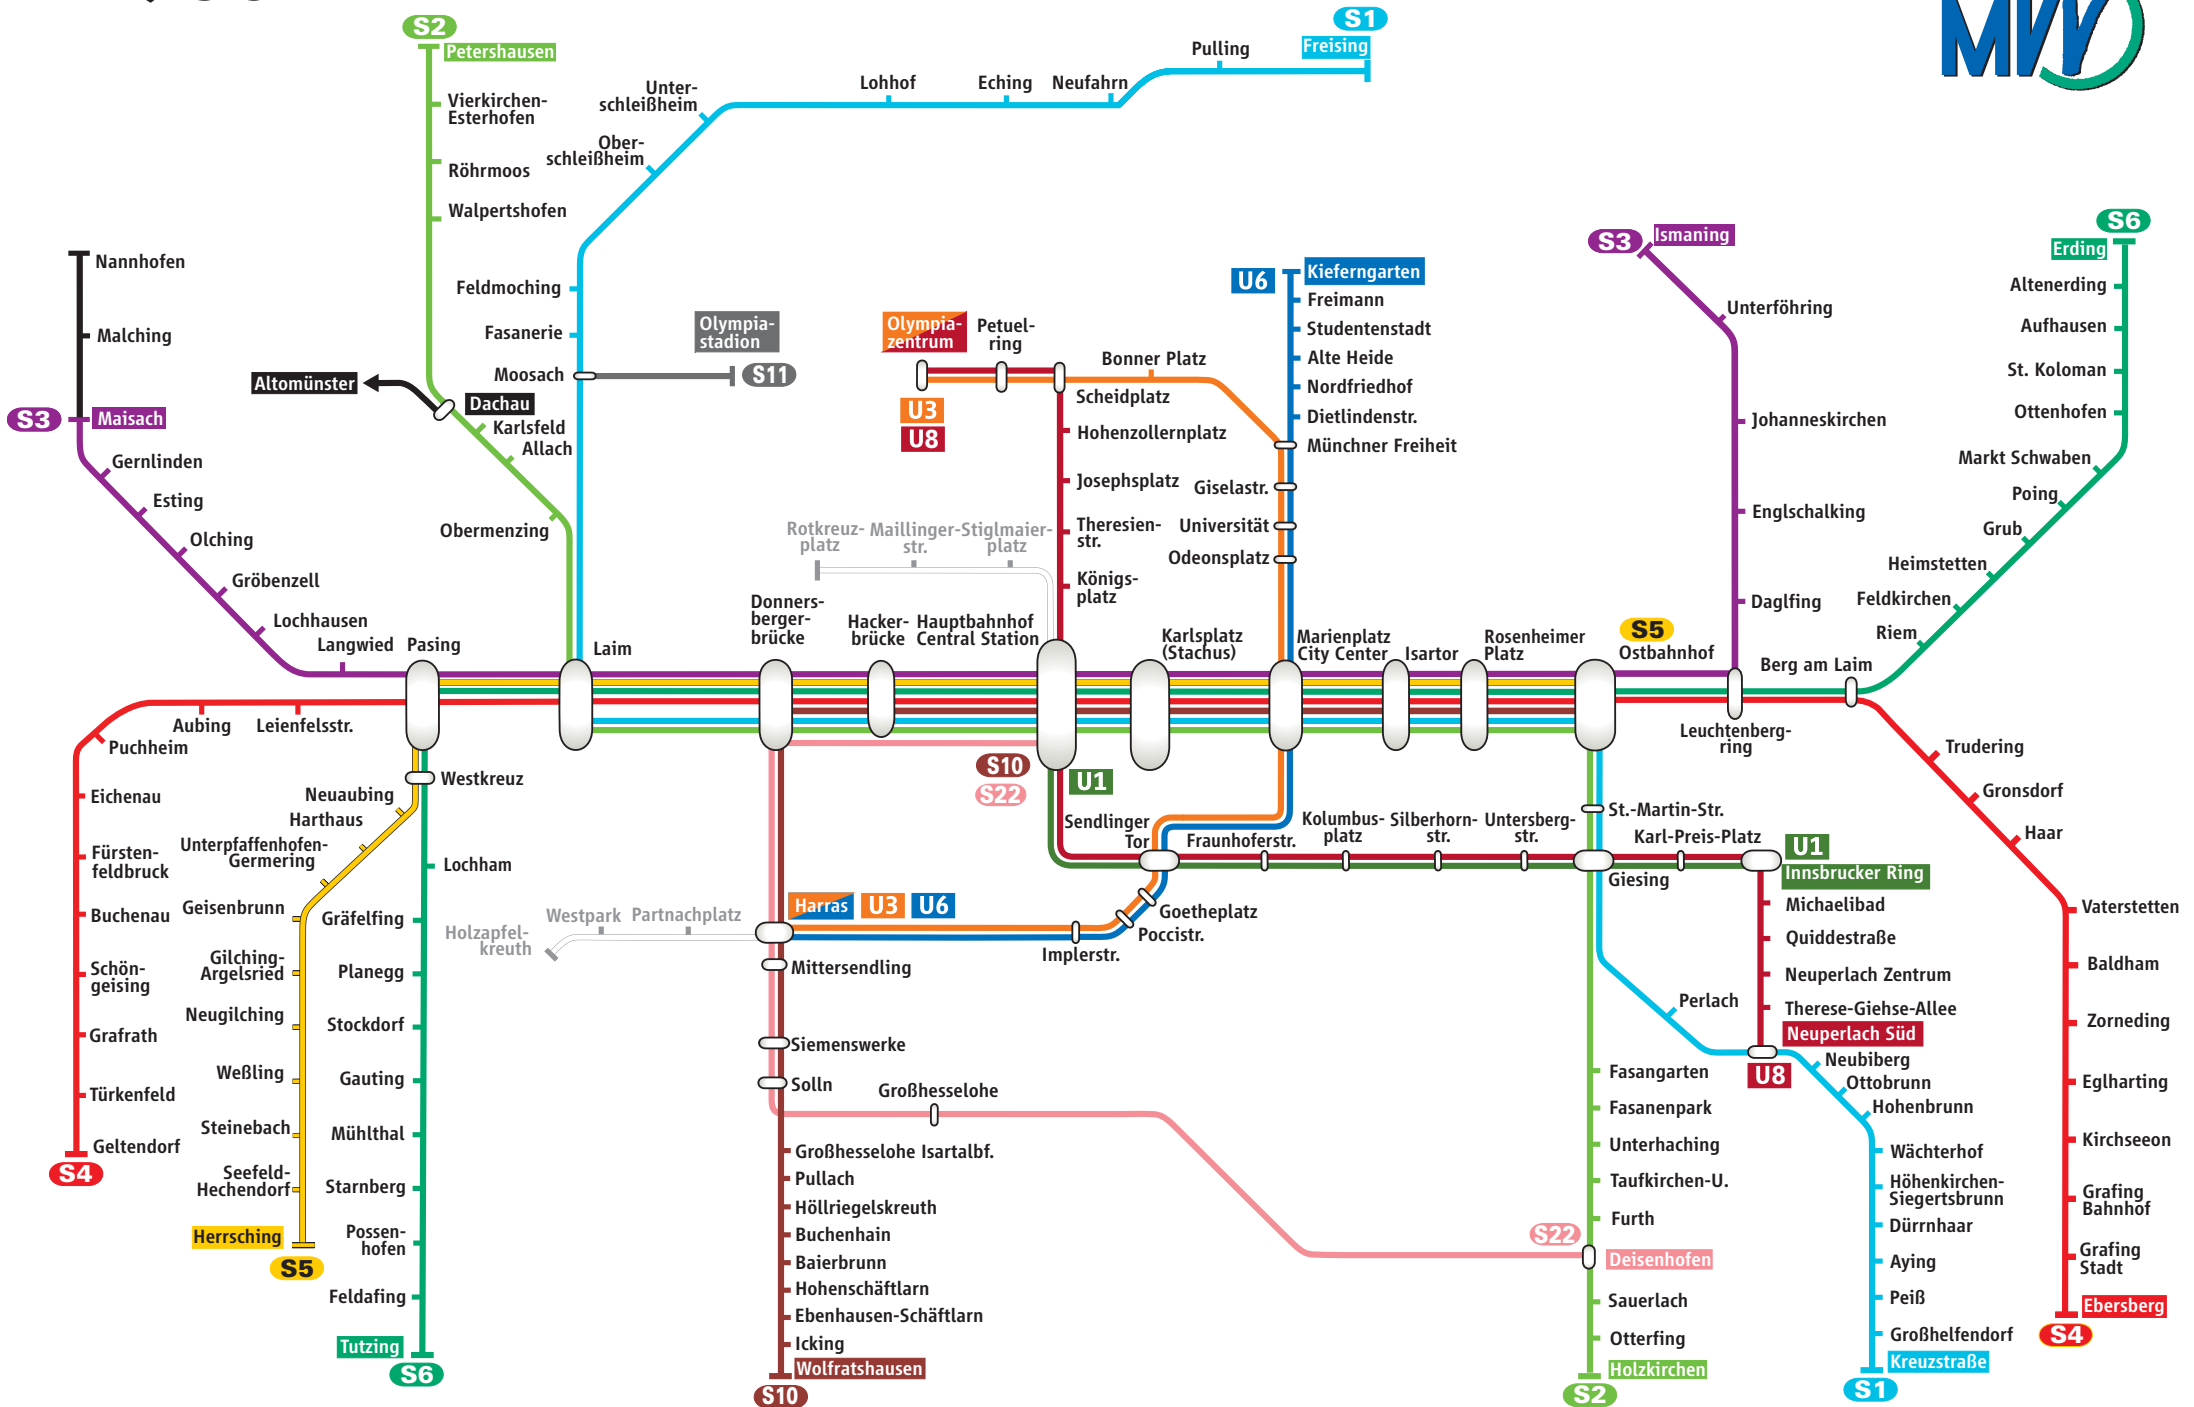 S2
Petershausen
Vierkirchen-
Esterhofen
Röhrmoos
Walpertshofen
S1
Freising
Pulling
Neufahrn
Eching
Lohhof
Unter-
schleißheim
Ober-
schleißheim
Feldmoching
Fasanerie
Moosach
Olympia-
stadion
S11
MVV
Nannhofen
Malching
S3
Maisach
Gernlinden
Esting
Olching
Gröbenzell
Lochhausen
Langwied
Altomünster
Dachau
Karlsfeld
Allach
Obermenzing
Olympia-
zentrum
U3
U8
Petuel-
ring
Scheidplatz
Bonner Platz
Hohenzollernplatz
Josephsplatz
Theresien-
str.
Königs-
platz
Rotkreuz-
platz
Maillinger-
str.
Stiglmaier-
platz
U6
Kieferngarten
Freimann
Studentenstadt
Alte Heide
Nordfriedhof
Dietlindenstr.
Münchner Freiheit
Giselastr.
Universität
Odeonsplatz
S3
Ismaning
Unterföhring
Johanneskirchen
Englschalking
Daglfing
S6
Erding
Altenerding
Aufhausen
St. Koloman
Ottenhofen
Markt Schwaben
Poing
Grub
Heimstetten
Feldkirchen
Riem
Berg am Laim
Pasing
Laim
Donners-
berger-
brücke
Hacker-
brücke
Hauptbahnhof
Central Station
Karlsplatz
(Stachus)
Marienplatz
City Center
Isartor
Rosenheimer
Platz
S5
Ostbahnhof
Leuchtenberg-
ring
Leienfelsstr.
Aubing
Puchheim
Eichenau
Fürsten-
feldbruck
Buchenau
Schön-
geising
Grafrath
Türkenfeld
Geltendorf
S4
Westkreuz
Neuaubing
Harthaus
Unterpfaffenhofen-
Germering
Geisenbrunn
Gilching-
Argelsried
Neugilching
Weßling
Steinebach
Seefeld-
Hechendorf
Herrsching
S5
Lochham
Gräfelfing
Planegg
Stockdorf
Gauting
Mühlthal
Starnberg
Possen-
hofen
Feldafing
Tutzing
S6
S10
S22
U1
Sendlinger
Tor
Fraunhoferstr.
Kolumbus-
platz
Silberhorn-
str.
Untersberg-
str.
St.-Martin-Str.
Giesing
Karl-Preis-Platz
U1
Innsbrucker Ring
Michaelibad
Quiddestraße
Neuperlach Zentrum
Therese-Giehse-Allee
Neuperlach Süd
U8
Goetheplatz
Poccistr.
Implerstr.
Harras
U3
U6
Partnachplatz
Westpark
Holzapfel-
kreuth
Mittersendling
Siemenswerke
Solln
Großhesselohe
Großhesselohe Isartalbf.
Pullach
Höllriegelskreuth
Buchenhain
Baierbrunn
Hohenschäftlarn
Ebenhausen-Schäftlarn
Icking
Wolfratshausen
S10
Fasangarten
Fasanenpark
Unterhaching
Taufkirchen-U.
Furth
S22
Deisenhofen
Sauerlach
Otterfing
Holzkirchen
S2
Perlach
Neubiberg
Ottobrunn
Hohenbrunn
Wächterhof
Höhenkirchen-
Siegertsbrunn
Dürrnhaar
Aying
Peiß
Großhelfendorf
Kreuzstraße
S1
Trudering
Gronsdorf
Haar
Vaterstetten
Baldham
Zorneding
Eglharting
Kirchseeon
Grafing
Bahnhof
Grafing
Stadt
Ebersberg
S4